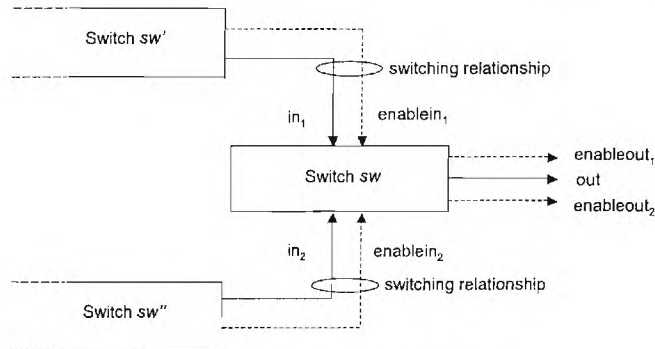 Switch sw'
switching relationship
in₁ enablein₁
enableout₁
Switch sw
out
enableout₂
in₂ enablein₂
switching relationship
Switch sw"